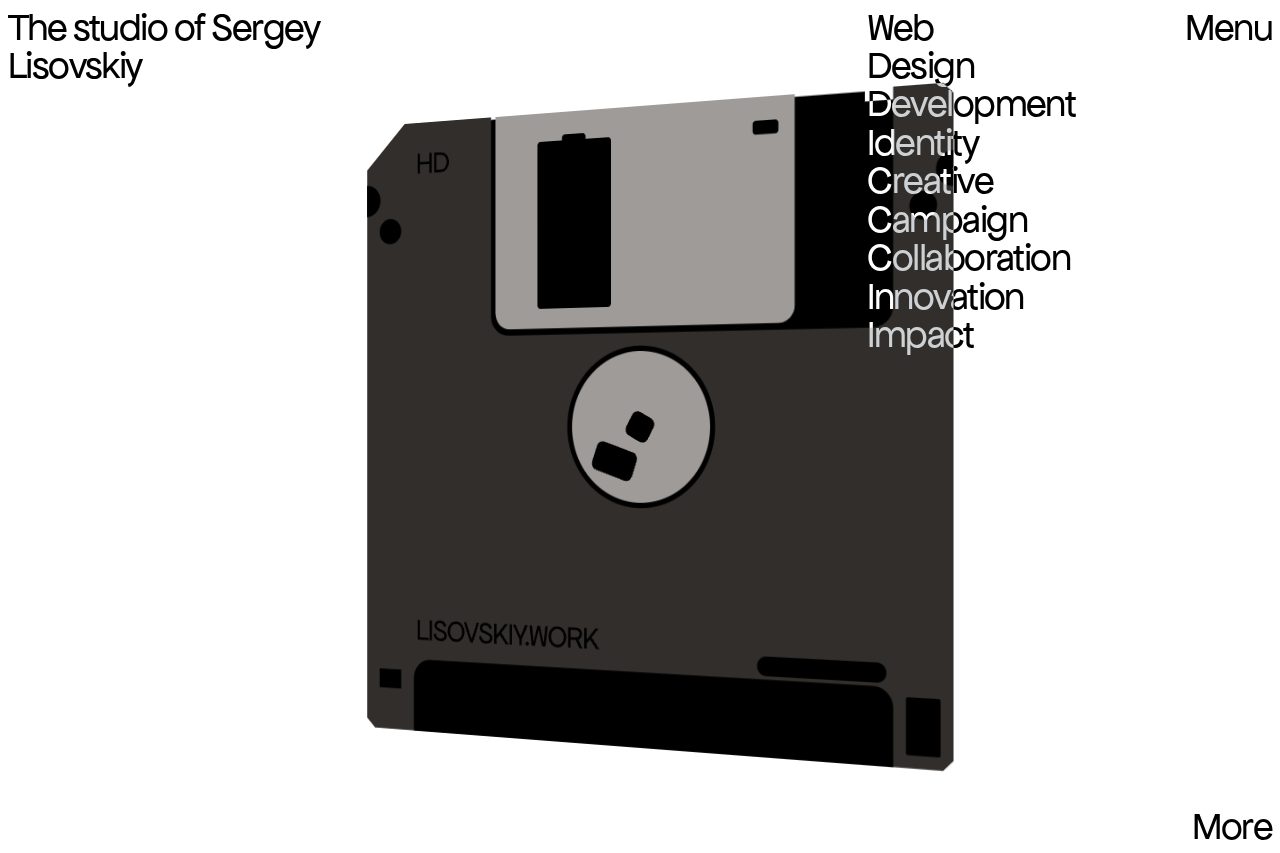 The studio of Sergey
Lisovskiy
Web
Design
Development
Identity
Creative
Campaign
Collaboration
Innovation
Impact
Menu
HD
LISOVSKIY.WORK
More